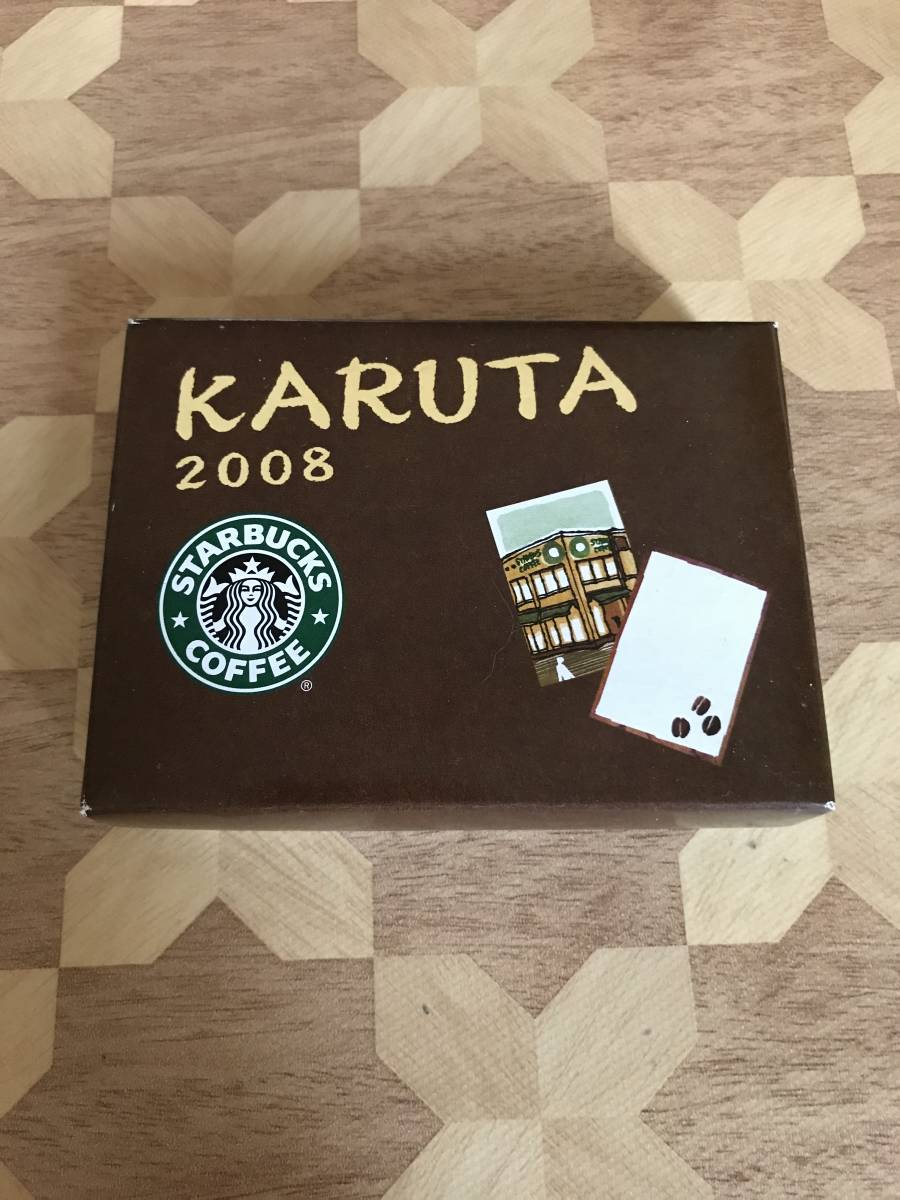 KARUTA
2008
STARBUCKS
COFFEE
®